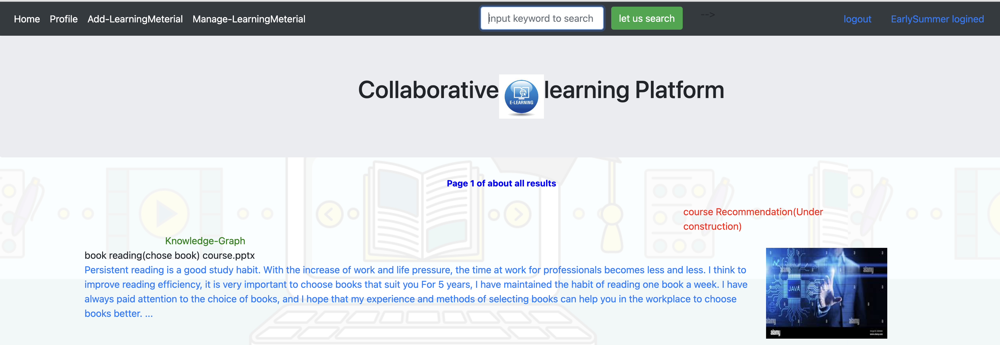 Home Profile Add-LearningMeterial Manage-LearningMeterial input keyword to search let us search --> logout EarlySummer logined
Collaborative E-LEARNING learning Platform
Page 1 of about all results
course Recommendation(Under
construction)
Knowledge-Graph
book reading(chose book) course.pptx
Persistent reading is a good study habit. With the increase of work and life pressure, the time at work for professionals becomes less and less. I think to
improve reading efficiency, it is very important to choose books that suit you For 5 years, I have maintained the habit of reading one book a week. I have
always paid attention to the choice of books, and I hope that my experience and methods of selecting books can help you in the workplace to choose
books better. ...
JAVA
alamy
alamy
alamy
alamy
alamy